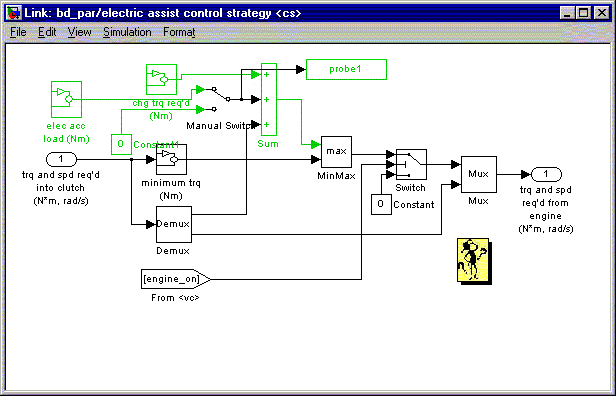 Link: bd_par/electric assist control strategy <cs>
File Edit View Simulation Format
probe1
+
+
+
Sum
chg trq req'd
(Nm)
elec acc
load (Nm)
Manual Switch
0
Constant1
1
trq and spd req'd
into clutch
(N*m, rad/s)
minimum trq
(Nm)
max
MinMax
Switch
0
Constant
Mux
Mux
1
trq and spd
req'd from
engine
(N*m, rad/s)
Demux
Demux
[engine_on]
From <vc>